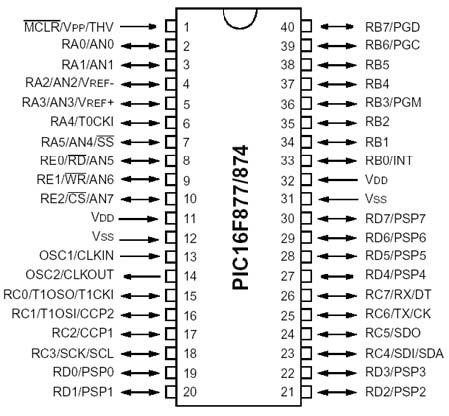 MCLR/VPP/THV 1 40 RB7/PGD
RA0/AN0 2 39 RB6/PGC
RA1/AN1 3 38 RB5
RA2/AN2/VREF- 4 37 RB4
RA3/AN3/VREF+ 5 36 RB3/PGM
RA4/T0CKI 6 35 RB2
RA5/AN4/SS 7 34 RB1
RE0/RD/AN5 8 33 RB0/INT
RE1/WR/AN6 9 32 VDD
RE2/CS/AN7 10 31 VSS
VDD 11 30 RD7/PSP7
VSS 12 29 RD6/PSP6
OSC1/CLKIN 13 28 RD5/PSP5
OSC2/CLKOUT 14 27 RD4/PSP4
RC0/T1OSO/T1CKI 15 26 RC7/RX/DT
RC1/T1OSI/CCP2 16 25 RC6/TX/CK
RC2/CCP1 17 24 RC5/SDO
RC3/SCK/SCL 18 23 RC4/SDI/SDA
RD0/PSP0 19 22 RD3/PSP3
RD1/PSP1 20 21 RD2/PSP2
PIC16F877/874